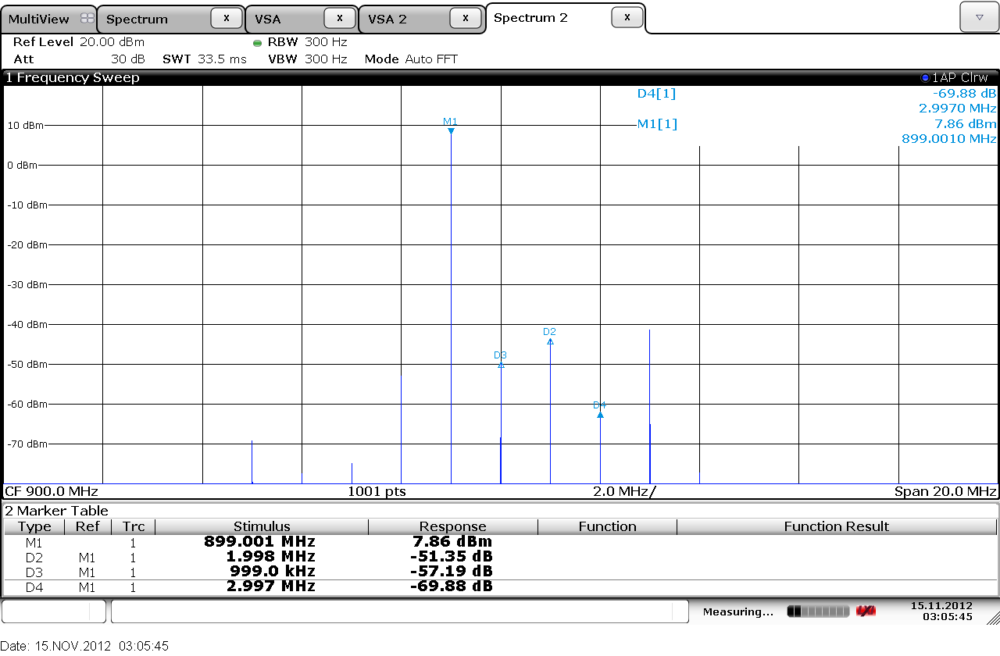 MultiView Spectrum x VSA x VSA 2 x Spectrum 2 x
Ref Level 20.00 dBm RBW 300 Hz
Att 30 dB SWT 33.5 ms VBW 300 Hz Mode Auto FFT
1 Frequency Sweep 1AP Clrw
D4[1] -69.88 dB
2.9970 MHz
10 dBm M1 M1[1] 7.86 dBm
899.0010 MHz
0 dBm
-10 dBm
-20 dBm
-30 dBm
-40 dBm
D2
D3
-50 dBm
-60 dBm D4
-70 dBm
CF 900.0 MHz 1001 pts 2.0 MHz/ Span 20.0 MHz
2 Marker Table
Type Ref Trc Stimulus Response Function Function Result
M1 1 899.001 MHz 7.86 dBm
D2 M1 1 1.998 MHz -51.35 dB
D3 M1 1 999.0 kHz -57.19 dB
D4 M1 1 2.997 MHz -69.88 dB
Measuring... 15.11.2012
03:05:45
Date: 15.NOV.2012 03:05:45